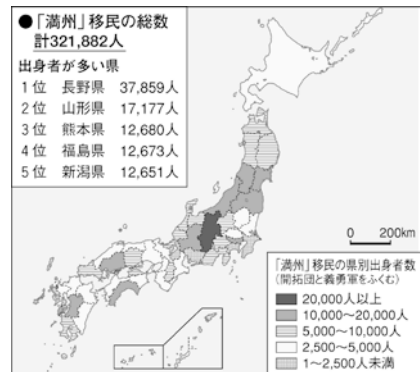 ●「満州」移民の総数
計321,882人
出身者が多い県
1位 長野県 37,859人
2位 山形県 17,177人
3位 熊本県 12,680人
4位 福島県 12,673人
5位 新潟県 12,651人
0 200km
「満州」移民の県別出身者数
(開拓団と義勇軍をふくむ)
20,000人以上
10,000〜20,000人
5,000〜10,000人
2,500〜5,000人
1〜2,500人未満